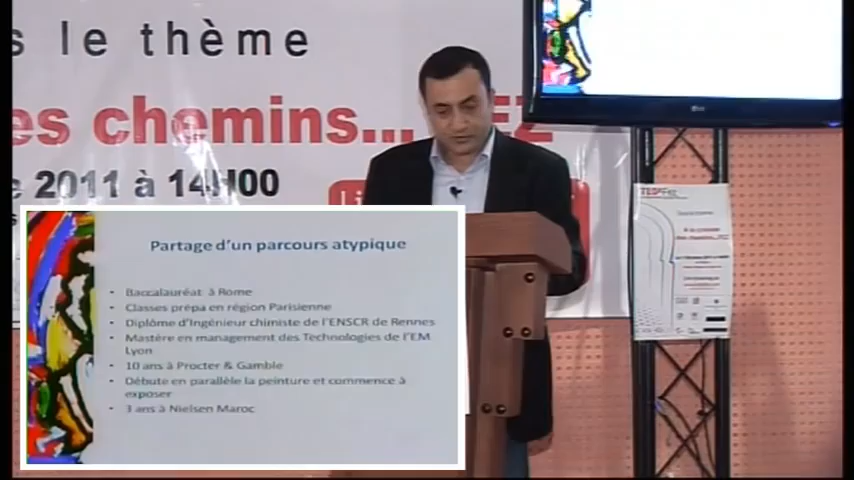 s le thème
es chemins... FEZ
2011 à 14H00
Partage d'un parcours atypique
• Baccalauréat à Rome
• Classes prépa en région Parisienne
• Diplôme d'Ingénieur chimiste de l'ENSCR de Rennes
• Mastère en management des Technologies de l'EM
Lyon
• 10 ans à Procter & Gamble
• Débute en parallèle la peinture et commence à
exposer
• 3 ans à Nielsen Maroc
LG
TEDxFez